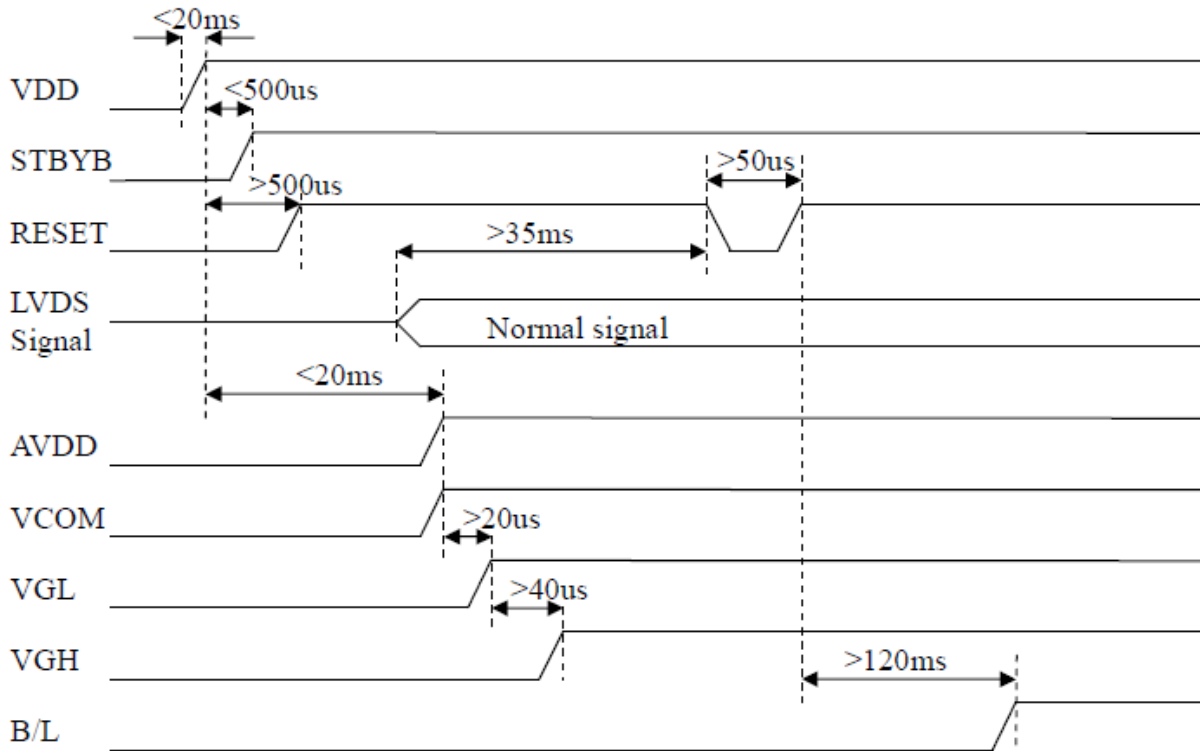 <20ms
VDD
<500us
STBYB
>500us
>50us
RESET
>35ms
LVDS
Signal
Normal signal
<20ms
AVDD
VCOM
>20us
VGL
>40us
VGH
>120ms
B/L